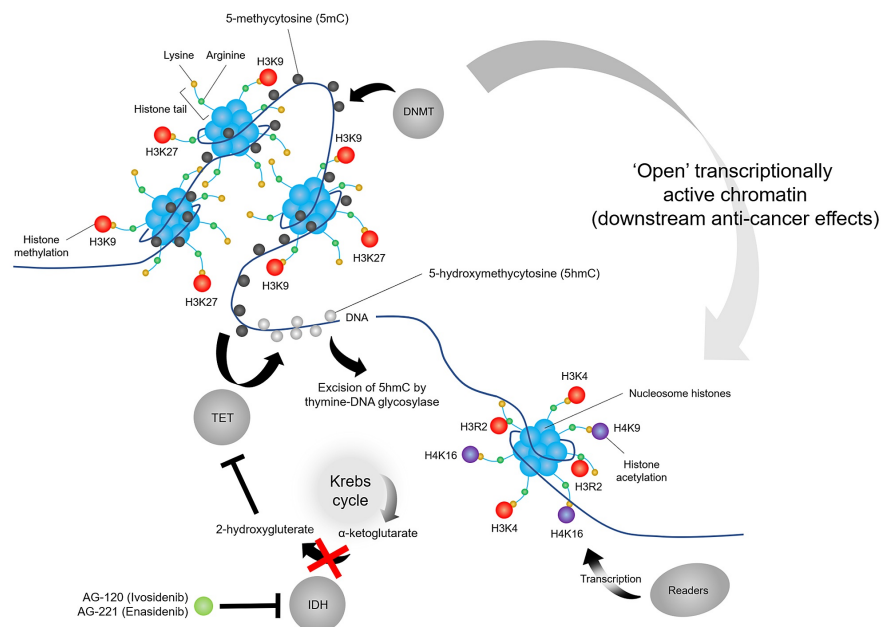 5-methycytosine (5mC)
Lysine
Arginine
H3K9
Histone tail
DNMT
H3K27
H3K9
'Open' transcriptionally
active chromatin
(downstream anti-cancer effects)
H3K9
Histone
methylation
H3K27
H3K9
H3K27
5-hydroxymethycytosine (5hmC)
DNA
Excision of 5hmC by
thymine-DNA glycosylase
TET
H3K4
Nucleosome histones
H3R2
H4K9
H4K16
Histone
acetylation
H3R2
H3K4
H4K16
Krebs
cycle
2-hydroxygluterate
α-ketoglutarate
Transcription
Readers
AG-120 (Ivosidenib)
AG-221 (Enasidenib)
IDH